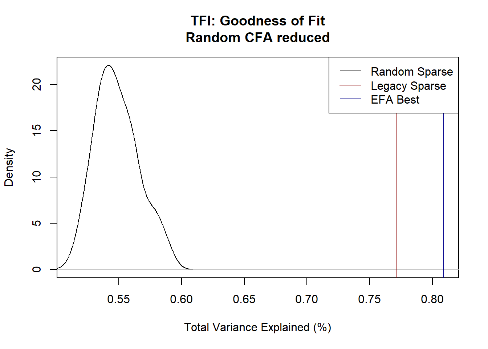 TFI: Goodness of Fit
Random CFA reduced
Random Sparse
Legacy Sparse
EFA Best
Density
20
15
10
5
0
0.55 0.60 0.65 0.70 0.75 0.80
Total Variance Explained (%)